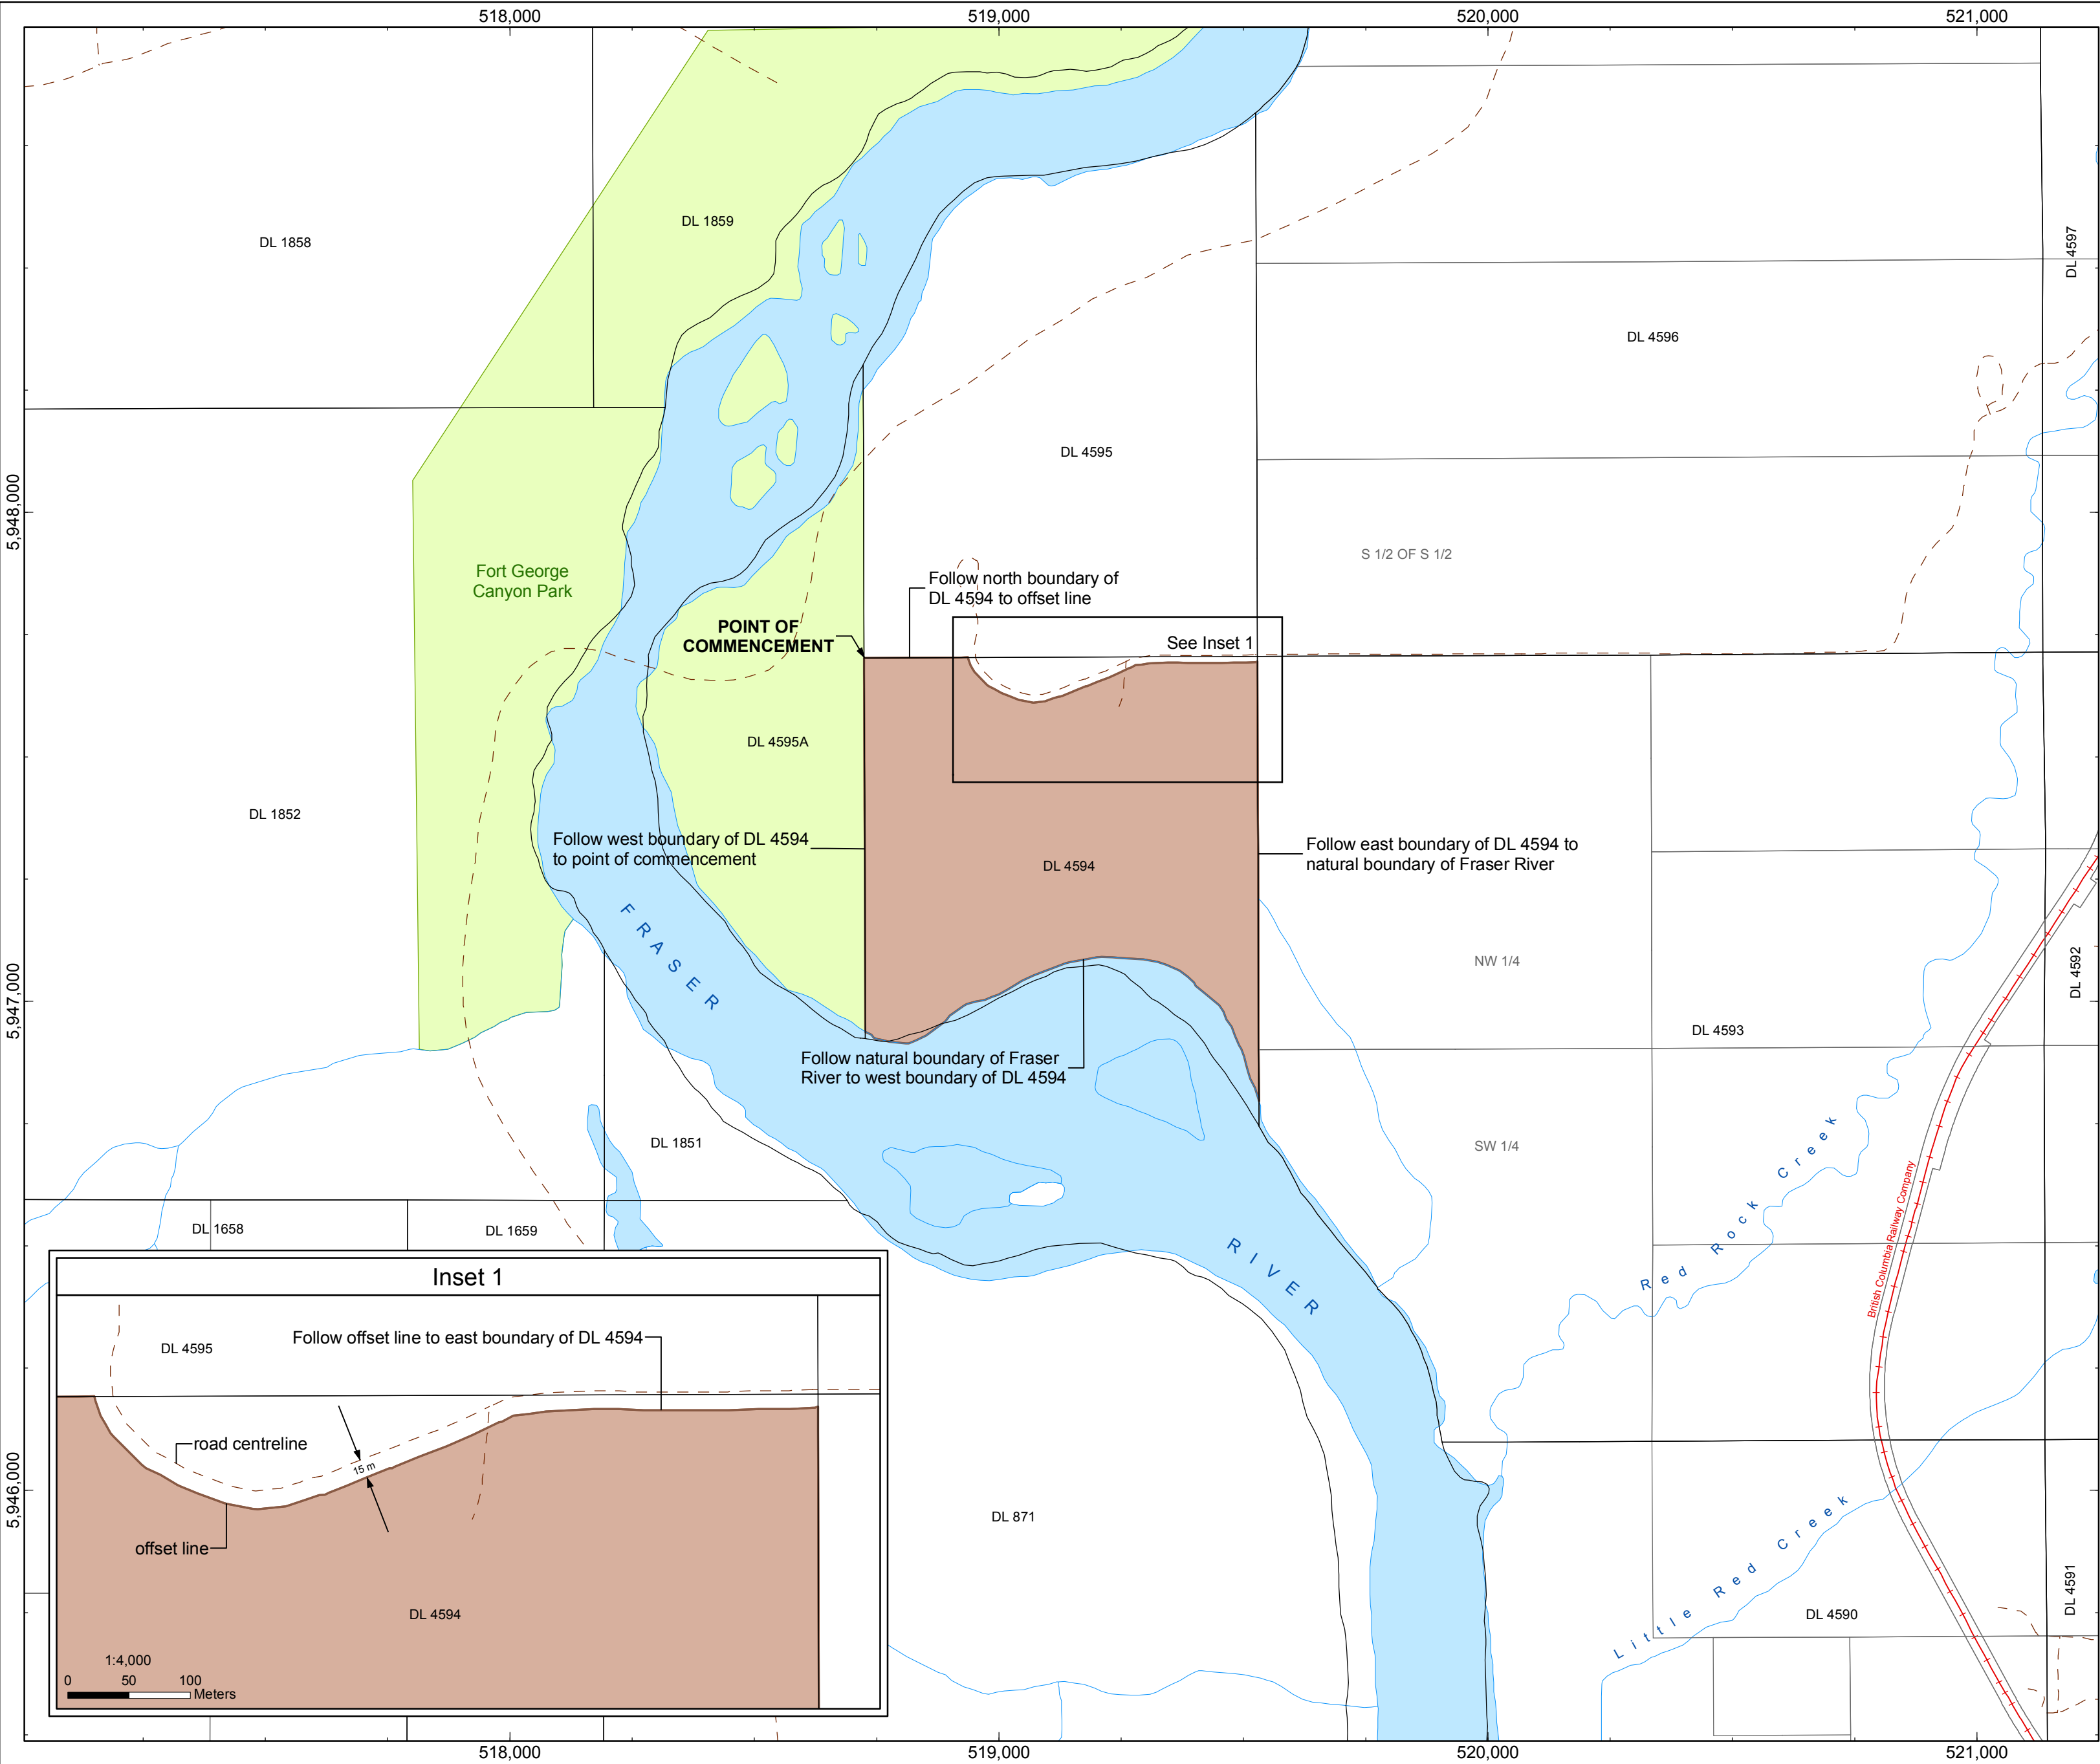 518,000
519,000
520,000
521,000
DL 1859
DL 1858
DL 4597
DL 4596
DL 4595
5,948,000
S 1/2 OF S 1/2
Fort George
Canyon Park
Follow north boundary of
DL 4594 to offset line
POINT OF
COMMENCEMENT
See Inset 1
DL 4595A
DL 1852
Follow west boundary of DL 4594
to point of commencement
DL 4594
Follow east boundary of DL 4594 to
natural boundary of Fraser River
FRASER
NW 1/4
DL 4592
5,947,000
DL 4593
Follow natural boundary of Fraser
River to west boundary of DL 4594
DL 1851
SW 1/4
Red Rock Creek
British Columbia Railway Company
DL 1658
DL 1659
RIVER
Inset 1
Follow offset line to east boundary of DL 4594
DL 4595
road centreline
15 m
offset line
DL 4594
1:4,000
0 50 100
Meters
5,946,000
DL 871
Little Red Creek
DL 4591
DL 4590
518,000
519,000
520,000
521,000